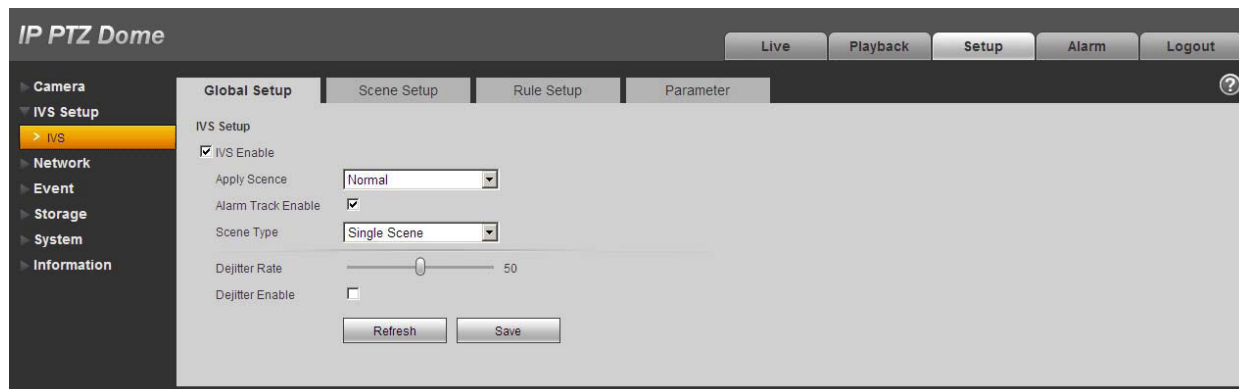 IP PTZ Dome
Live Playback Setup Alarm Logout
Camera
IVS Setup
> IVS
Network
Event
Storage
System
Information
Global Setup Scene Setup Rule Setup Parameter
?
IVS Setup
IVS Enable
Apply Scence Normal
Alarm Track Enable
Scene Type Single Scene
Dejitter Rate 50
Dejitter Enable
Refresh Save